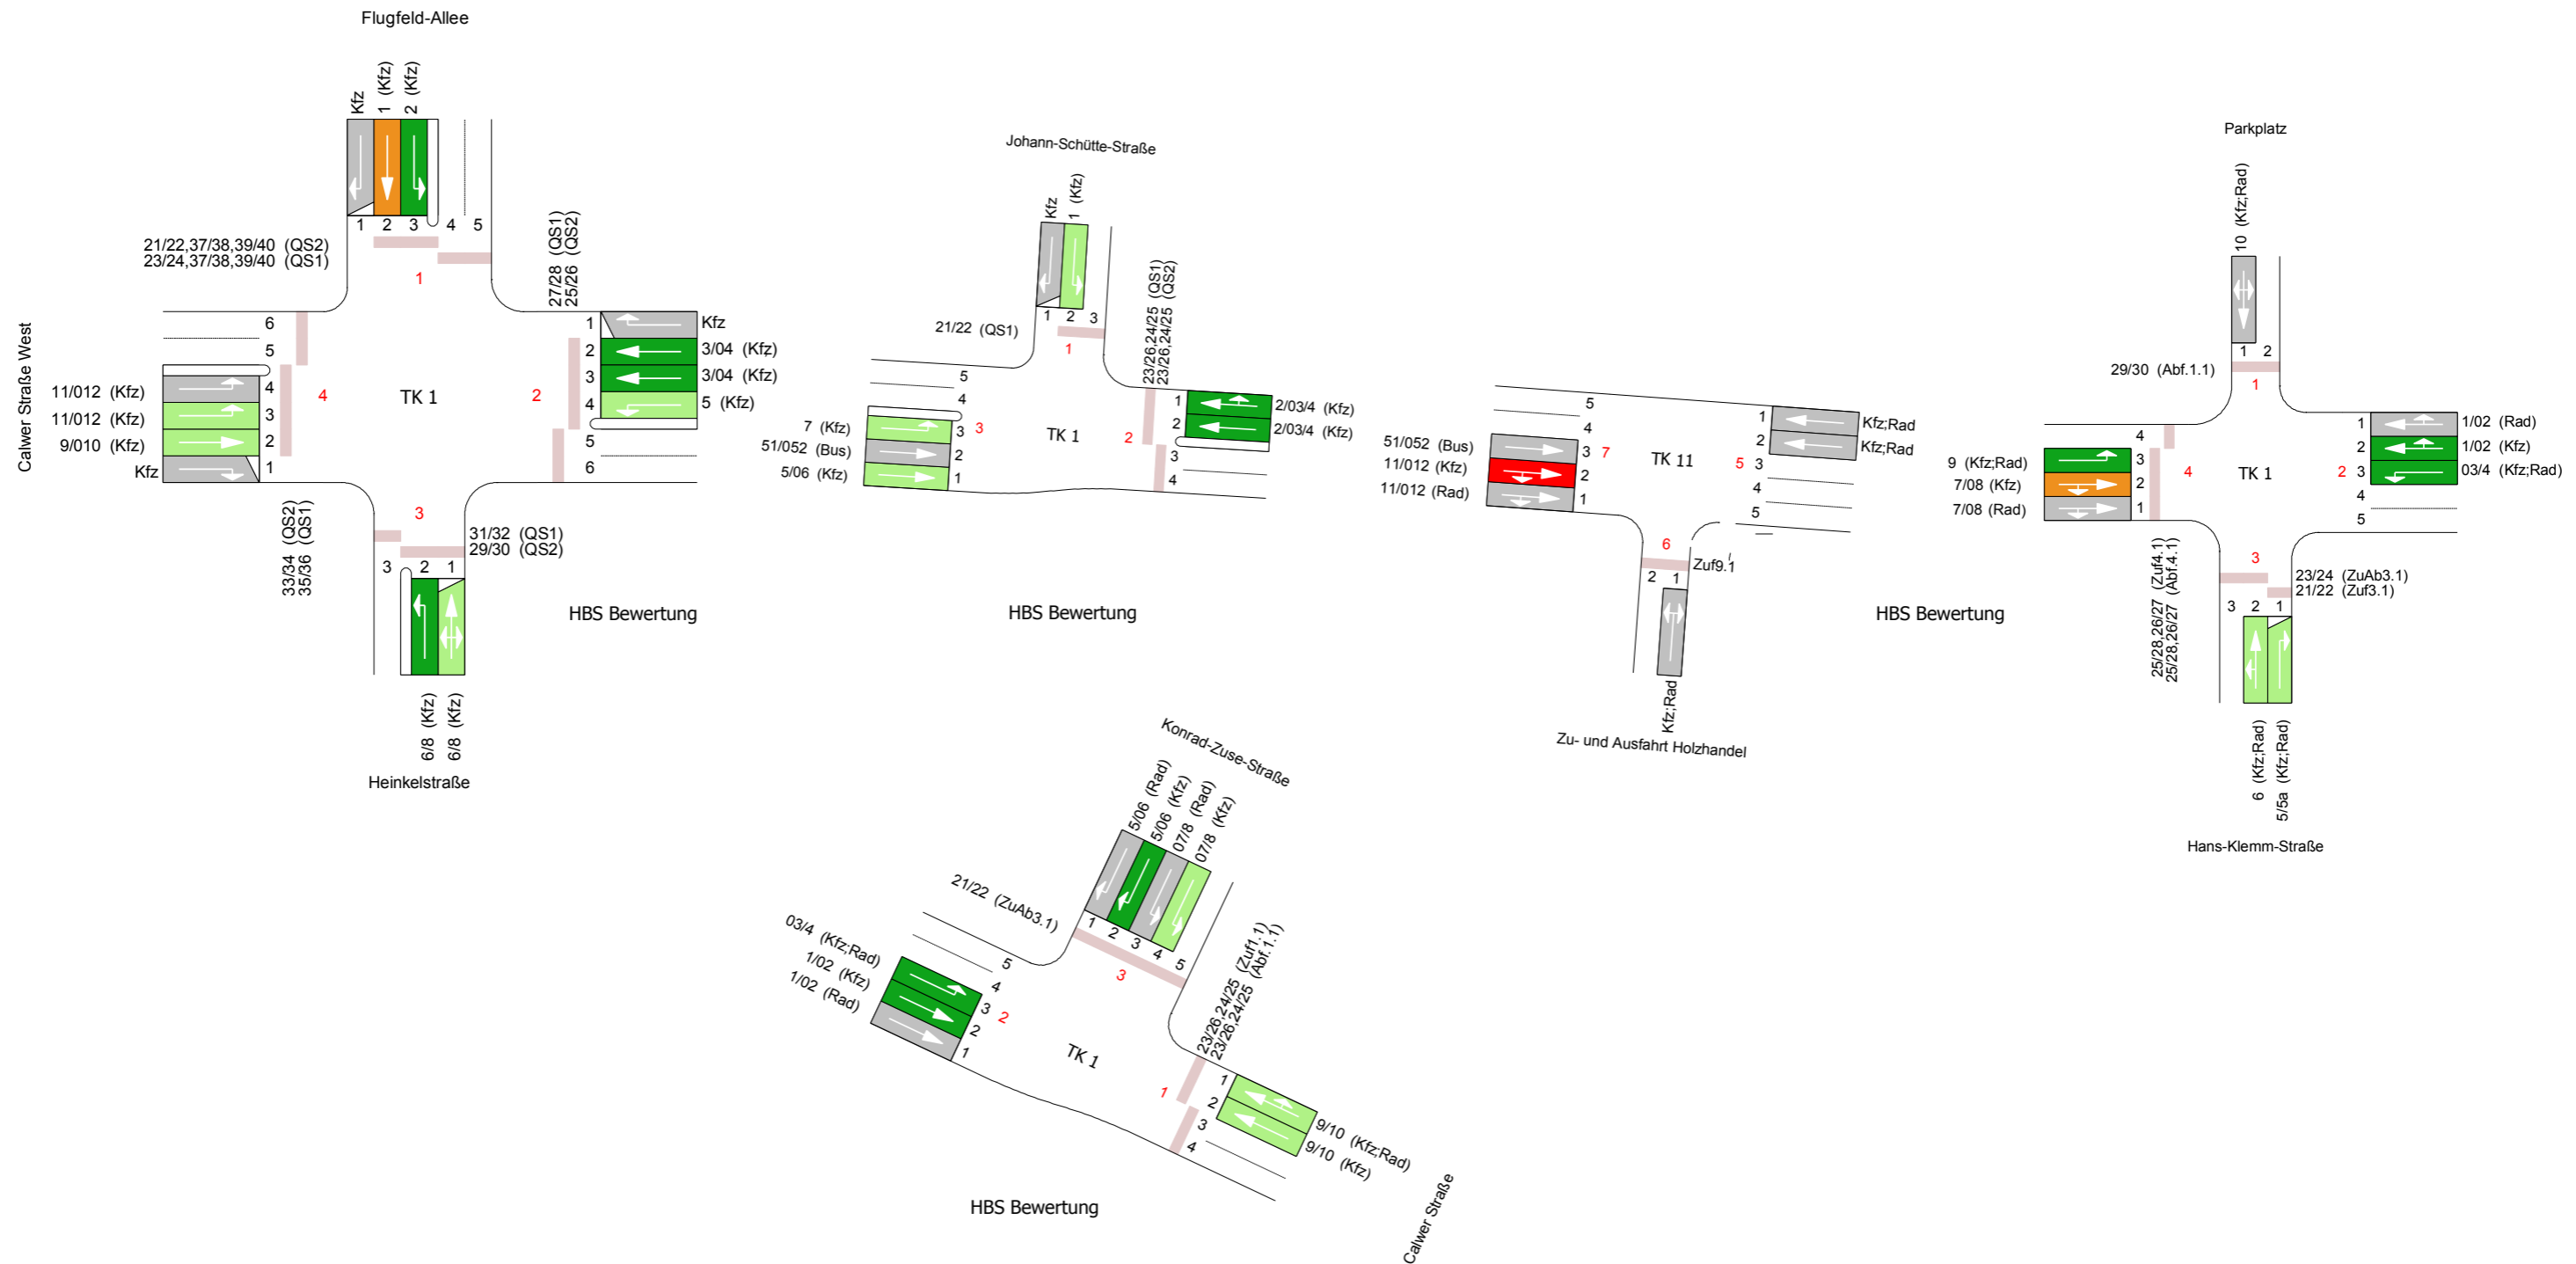 Flugfeld-Allee
Kfz
1 (Kfz)
2 (Kfz)
1 2 3 4 5
21/22,37/38,39/40 (QS2)
23/24,37/38,39/40 (QS1)
1
27/28 (QS1)
25/26 (QS2)
Calwer Straße West
6
5
11/012 (Kfz) 4
11/012 (Kfz) 3
9/010 (Kfz) 2
Kfz 1
4
TK 1
2
1 Kfz
2 3/04 (Kfz)
3 3/04 (Kfz)
4 5 (Kfz)
5
6
33/34 (QS2)
35/36 (QS1)
3
31/32 (QS1)
29/30 (QS2)
3 2 1
6/8 (Kfz)
6/8 (Kfz)
Heinkelstraße
HBS Bewertung
Johann-Schütte-Straße
Kfz
1 (Kfz)
1 2 3
21/22 (QS1)
1
23/26,24/25 (QS1)
23/26,24/25 (QS2)
5
4
7 (Kfz) 3
51/052 (Bus) 2
5/06 (Kfz) 1
3
TK 1
2
1 2/03/4 (Kfz)
2 2/03/4 (Kfz)
3
4
HBS Bewertung
5
4
51/052 (Bus) 3
11/012 (Kfz) 2
11/012 (Rad) 1
7
TK 11
5
1 Kfz;Rad
2 Kfz;Rad
3
4
5
6
Zuf9.1
2 1
Kfz;Rad
Zu- und Ausfahrt Holzhandel
HBS Bewertung
Parkplatz
10 (Kfz;Rad)
1 2
29/30 (Abf.1.1)
1
4
9 (Kfz;Rad) 3
7/08 (Kfz) 2
7/08 (Rad) 1
4
TK 1
2
1 1/02 (Rad)
2 1/02 (Kfz)
3 03/4 (Kfz;Rad)
4
5
25/28,26/27 (Zuf4.1)
25/28,26/27 (Abf.4.1)
3
23/24 (ZuAb3.1)
21/22 (Zuf3.1)
3 2 1
6 (Kfz;Rad)
5/5a (Kfz;Rad)
Hans-Klemm-Straße
Konrad-Zuse-Straße
5/06 (Rad)
5/06 (Kfz)
07/8 (Rad)
07/8 (Kfz)
1 2 3 4 5
21/22 (ZuAb3.1)
3
23/26,24/25 (Zuf1.1)
23/26,24/25 (Abf.1.1)
5
4
03/4 (Kfz;Rad) 3
1/02 (Kfz) 2
1/02 (Rad) 1
2
TK 1
1
1 9/10 (Kfz;Rad)
2 9/10 (Kfz)
3
4
Calwer Straße
HBS Bewertung